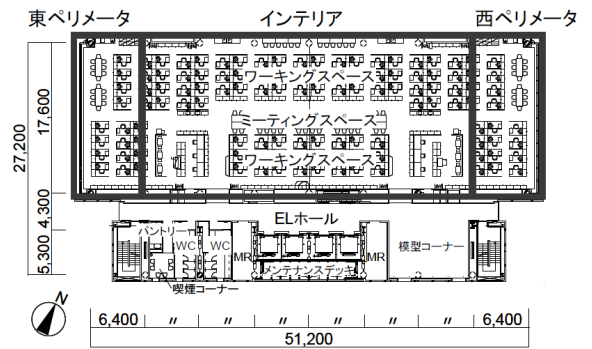 東ペリメータ インテリア 西ペリメータ
ワーキングスペース
ミーティングスペース
ワーキングスペース
27,200
17,600
4,300
5,300
ELホール
パントリー
WC WC
MR MR
模型コーナー
メンテナンスデッキ
喫煙コーナー
N
6,400 〃 〃 〃 〃 〃 〃 6,400
51,200